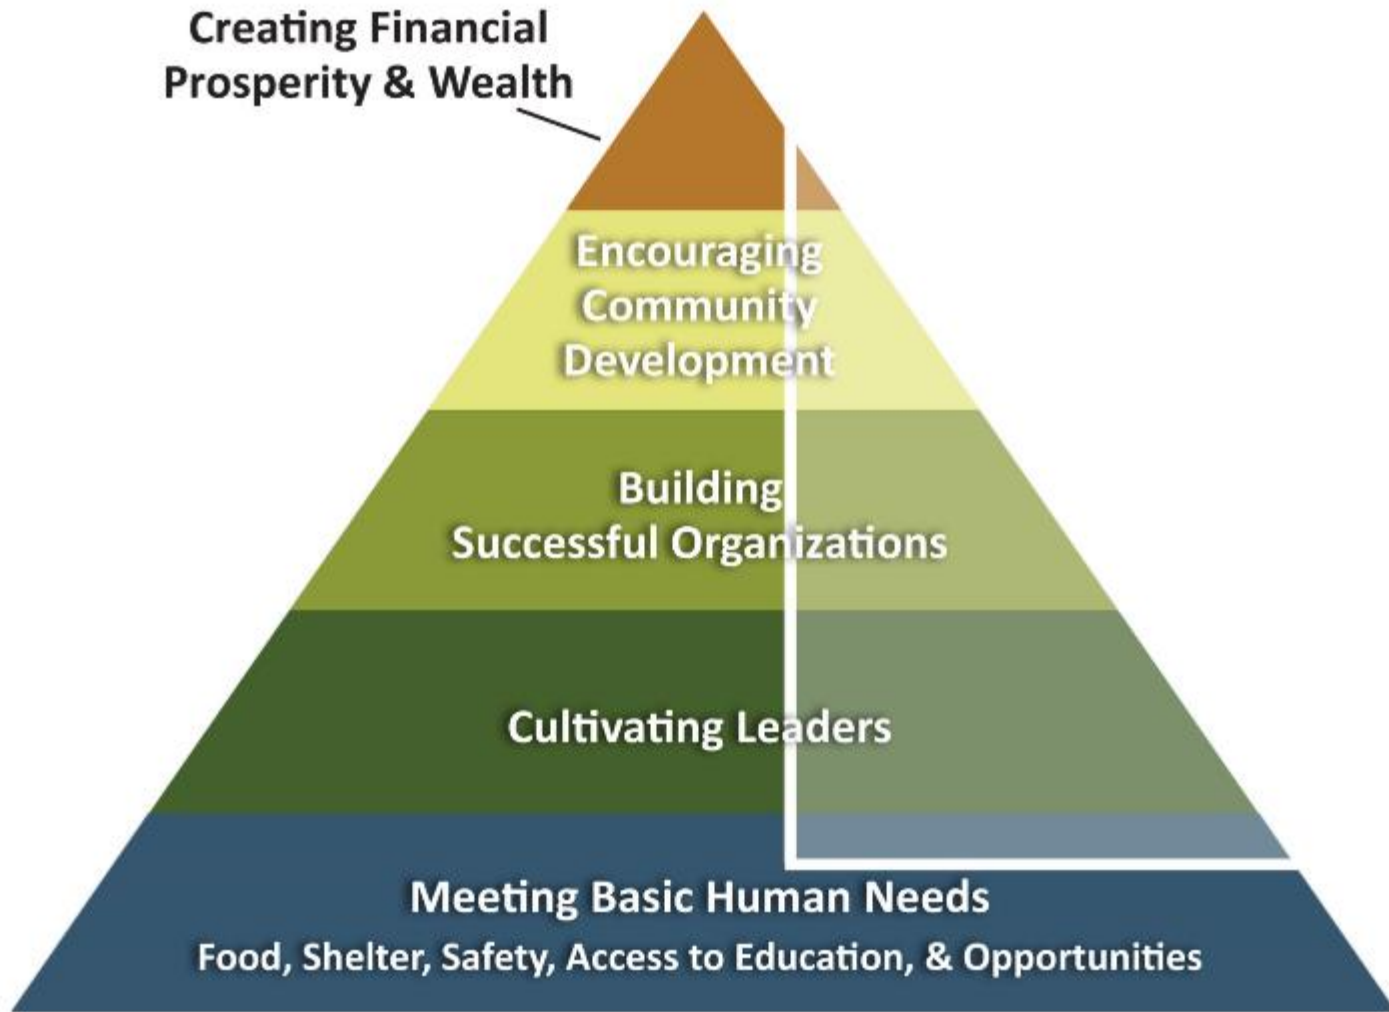 Creating Financial
Prosperity & Wealth
Encouraging
Community
Development
Building
Successful Organizations
Cultivating Leaders
Meeting Basic Human Needs
Food, Shelter, Safety, Access to Education, & Opportunities